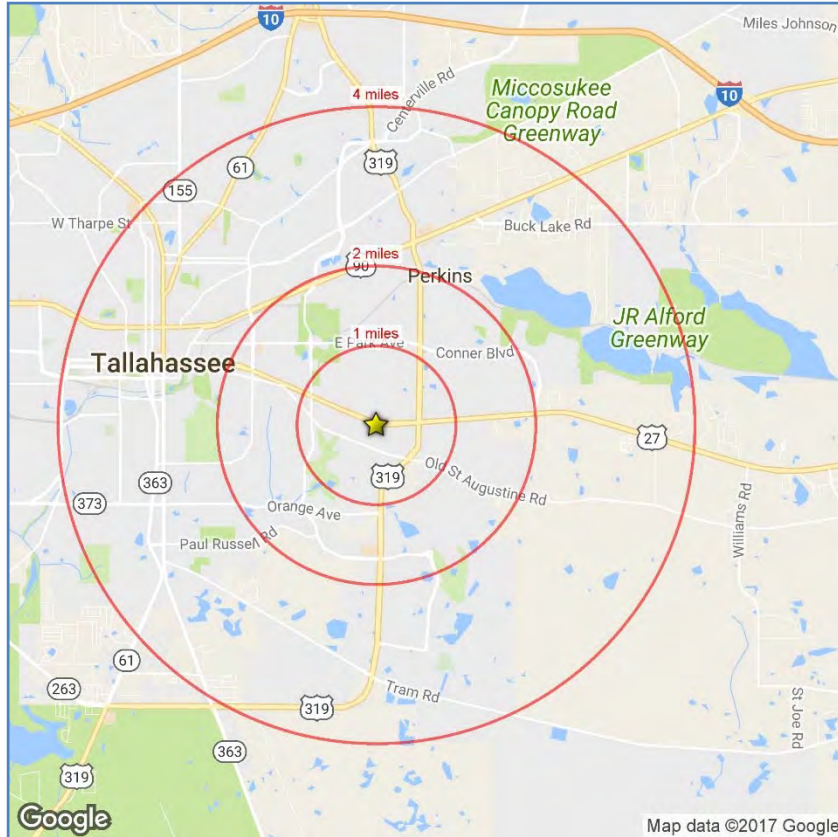 10
Miles Johnson
Centerville Rd
4 miles
Miccosukee
Canopy Road
Greenway
10
319
61
155
W Tharpe St
Buck Lake Rd
2 miles
90
Perkins
JR Alford
Greenway
1 miles
E Park Ave
Conner Blvd
Tallahassee
27
319
Old St Augustine Rd
363
373
Orange Ave
Williams Rd
Paul Russell Rd
61
263
Tram Rd
319
St Joe Rd
363
319
Google
Map data ©2017 Google